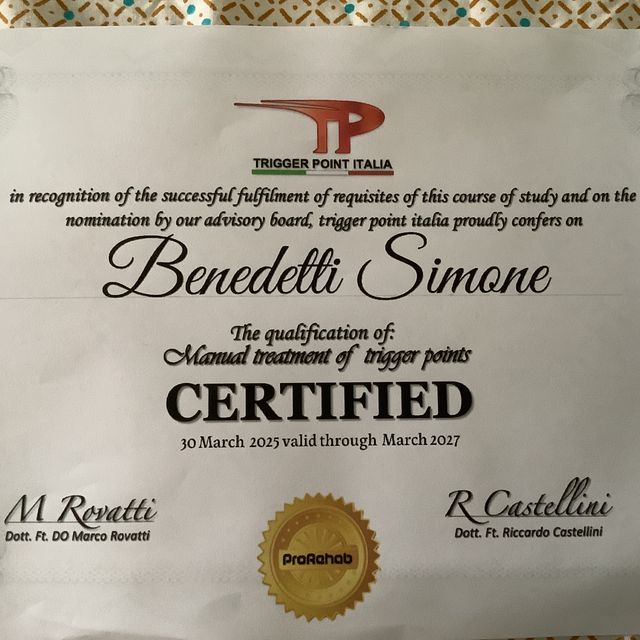 TP
TRIGGER POINT ITALIA
in recognition of the successful fulfilment of requisites of this course of study and on the
nomination by our advisory board, trigger point italia proudly confers on
Benedetti Simone
The qualification of:
Manual treatment of trigger points
CERTIFIED
30 March 2025 valid through March 2027
M Rovatti
R Castellini
Dott. Ft. DO Marco Rovatti
Dott. Ft. Riccardo Castellini
ProRehab